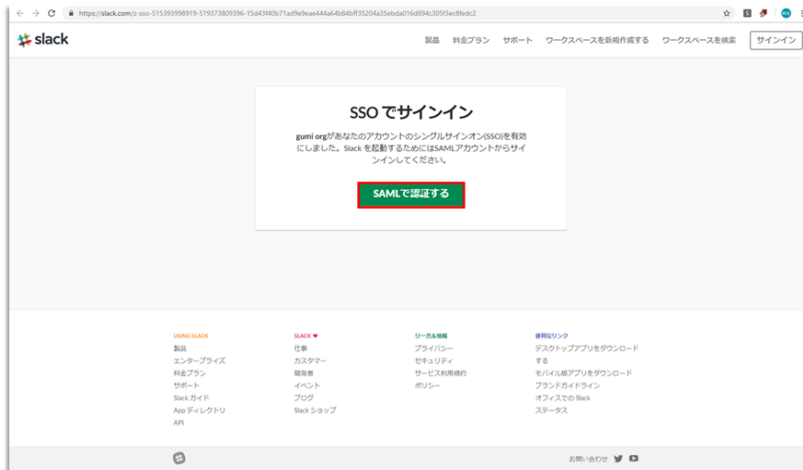 https://slack.com/z-sso-515393998919-519373809396-15d43f40b71ad9e9eae444a64b84bff35204a35ebda016d894c305f3ec8fedc2
slack
製品 料金プラン サポート ワークスペースを新規作成する ワークスペースを検索 サインイン
SSO でサインイン
gumi orgがあなたのアカウントのシングルサインオン(SSO)を有効
にしました。Slack を起動するためにはSAMLアカウントからサイ
ンインしてください。
SAMLで認証する
USING SLACK
製品
エンタープライズ
料金プラン
サポート
Slack ガイド
App ディレクトリ
API
SLACK ♥
仕事
カスタマー
開発者
イベント
ブログ
Slack ショップ
リーガル情報
プライバシー
セキュリティ
サービス利用規約
ポリシー
便利なリンク
デスクトップアプリをダウンロード
する
モバイル版アプリをダウンロード
ブランドガイドライン
オフィスでの Slack
ステータス
お問い合わせ